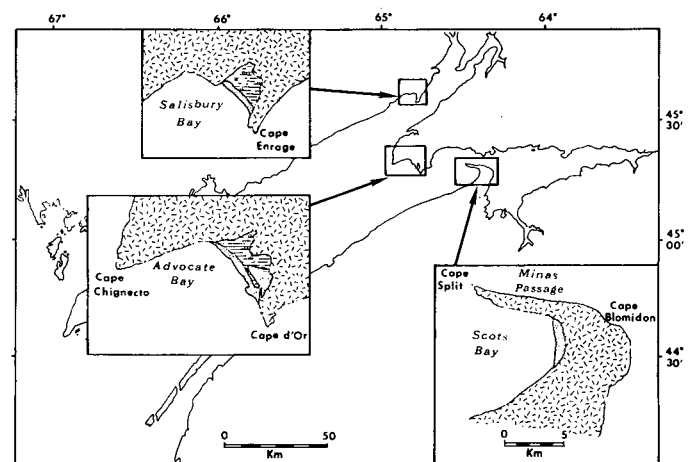 67°
66°
65°
64°
Salisbury
Bay
Cape
Enrage
45°
30'
Cape
Chignecto
Advocate
Bay
Cape d'Or
45°
00'
Cape
Split
Minas
Passage
Cape
Blomidon
Scots
Bay
44°
30'
0 50
Km
0 5
Km